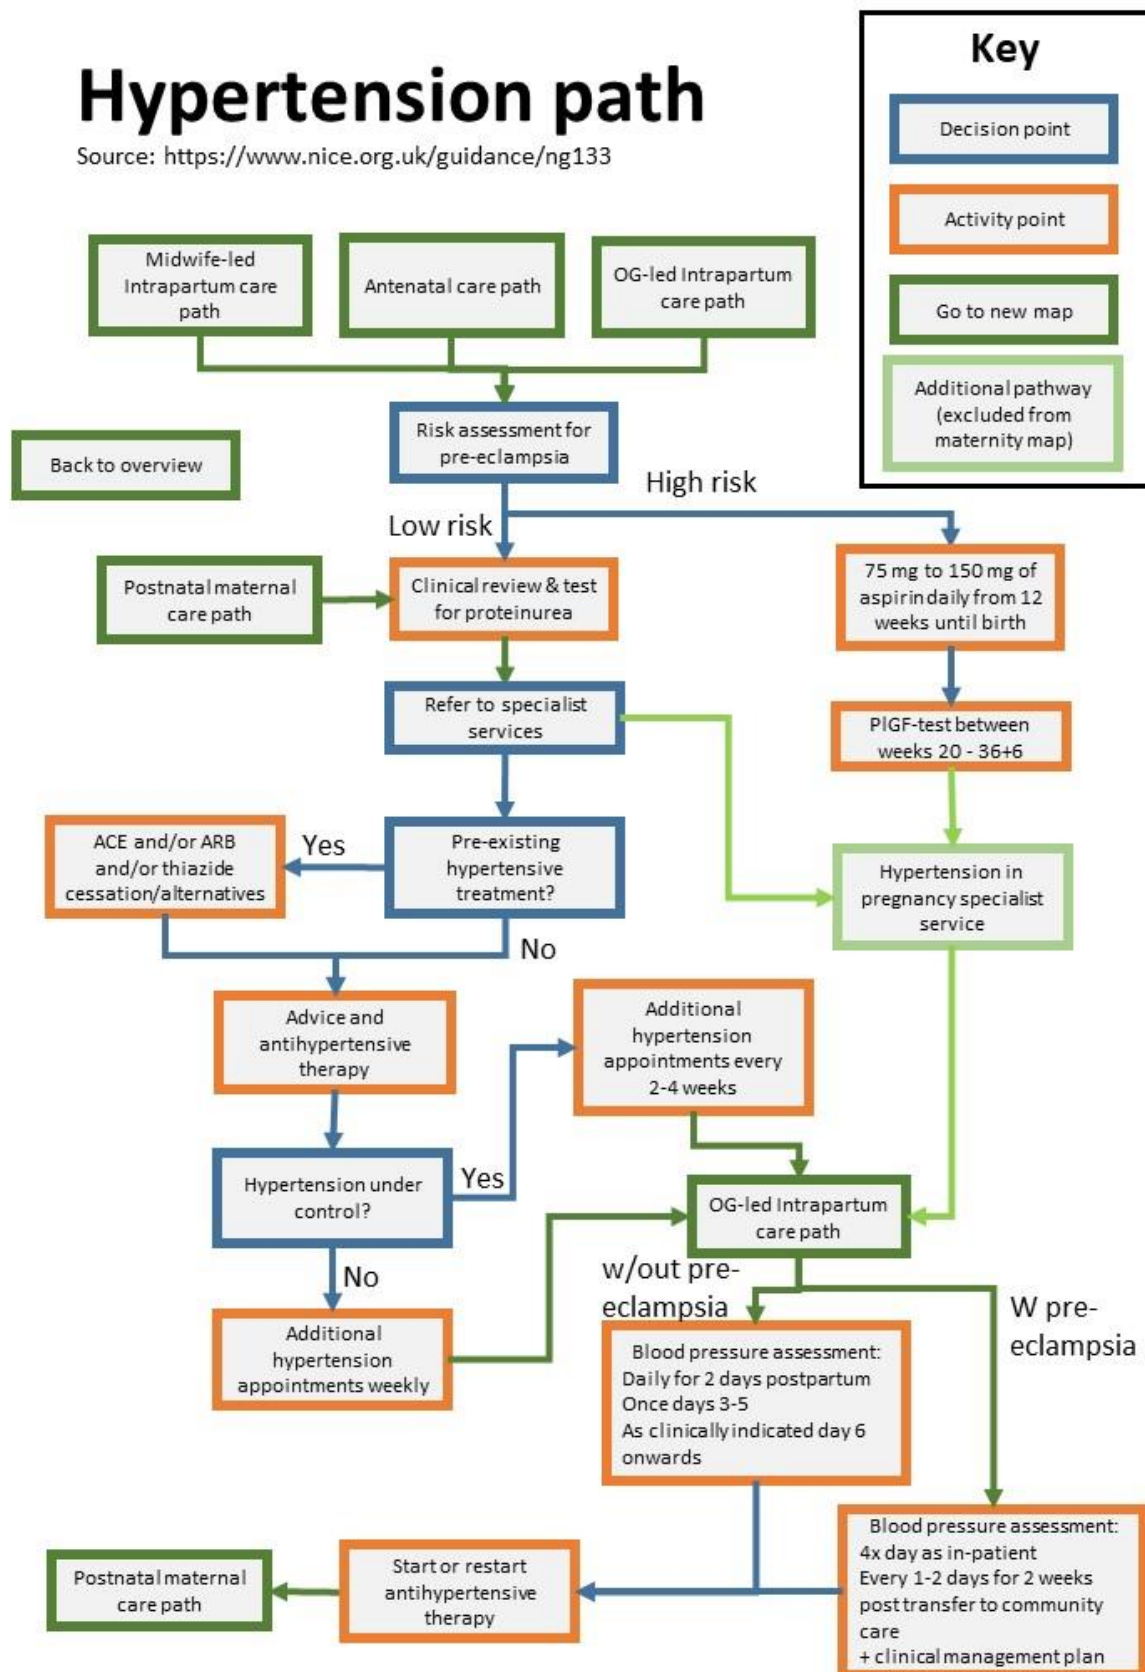 Hypertension path
Source: https://www.nice.org.uk/guidance/ng133
Key
Decision point
Activity point
Go to new map
Additional pathway
(excluded from
maternity map)
Midwife-led
Intrapartum care
path
Antenatal care path
OG-led Intrapartum
care path
Risk assessment for
pre-eclampsia
Back to overview
High risk
Low risk
Postnatal maternal
care path
Clinical review & test
for proteinurea
75 mg to 150 mg of
aspirin daily from 12
weeks until birth
Refer to specialist
services
PlGF-test between
weeks 20 - 36+6
ACE and/or ARB
and/or thiazide
cessation/alternatives
Yes
Pre-existing
hypertensive
treatment?
Hypertension in
pregnancy specialist
service
No
Advice and
antihypertensive
therapy
Additional
hypertension
appointments every
2-4 weeks
Hypertension under
control?
Yes
OG-led Intrapartum
care path
No
w/out pre-
eclampsia
W pre-
eclampsia
Additional
hypertension
appointments weekly
Blood pressure assessment:
Daily for 2 days postpartum
Once days 3-5
As clinically indicated day 6
onwards
Blood pressure assessment:
4x day as in-patient
Every 1-2 days for 2 weeks
post transfer to community
care
+ clinical management plan
Start or restart
antihypertensive
therapy
Postnatal maternal
care path